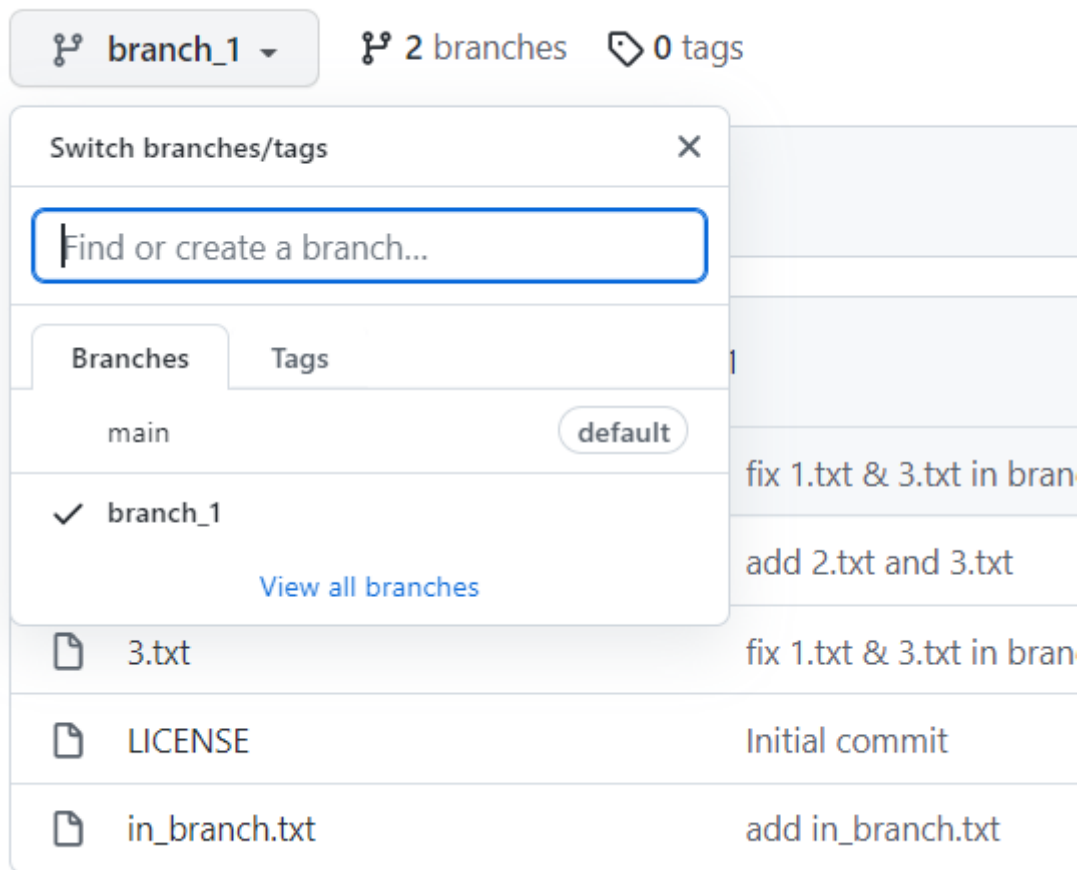 branch_1 2 branches 0 tags
Switch branches/tags
Find or create a branch...
Branches Tags
1
main default
fix 1.txt & 3.txt in bran
branch_1
add 2.txt and 3.txt
View all branches
3.txt fix 1.txt & 3.txt in bran
LICENSE Initial commit
in_branch.txt add in_branch.txt